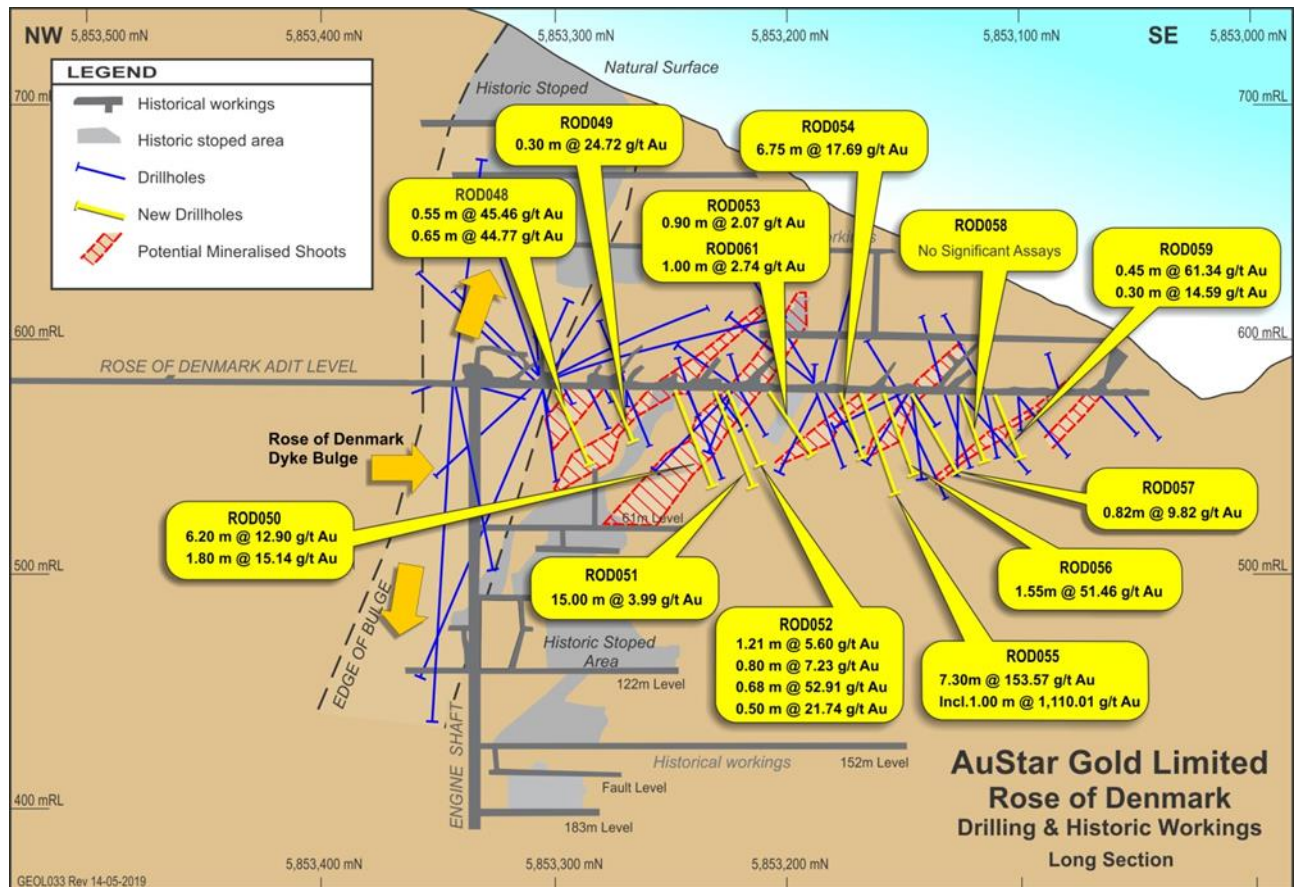 NW
5,853,500 mN
5,853,400 mN
5,853,300 mN
5,853,200 mN
5,853,100 mN
SE
5,853,000 mN
LEGEND
Historical workings
Historic stoped area
Drillholes
New Drillholes
Potential Mineralised Shoots
Natural Surface
Historic Stoped
700 mRL
700 mRL
ROD049
0.30 m @ 24.72 g/t Au
ROD054
6.75 m @ 17.69 g/t Au
ROD048
0.55 m @ 45.46 g/t Au
0.65 m @ 44.77 g/t Au
ROD053
0.90 m @ 2.07 g/t Au
ROD061
1.00 m @ 2.74 g/t Au
ROD058
No Significant Assays
ROD059
0.45 m @ 61.34 g/t Au
0.30 m @ 14.59 g/t Au
600 mRL
600 mRL
ROSE OF DENMARK ADIT LEVEL
Rose of Denmark
Dyke Bulge
ROD050
6.20 m @ 12.90 g/t Au
1.80 m @ 15.14 g/t Au
61m Level
ROD057
0.82m @ 9.82 g/t Au
500 mRL
500 mRL
ROD051
15.00 m @ 3.99 g/t Au
ROD056
1.55m @ 51.46 g/t Au
ROD052
1.21 m @ 5.60 g/t Au
0.80 m @ 7.23 g/t Au
0.68 m @ 52.91 g/t Au
0.50 m @ 21.74 g/t Au
ROD055
7.30m @ 153.57 g/t Au
Incl.1.00 m @ 1,110.01 g/t Au
EDGE OF BULGE
Historic Stoped
Area
122m Level
ENGINE SHAFT
Historical workings
152m Level
Fault Level
183m Level
400 mRL
AuStar Gold Limited
Rose of Denmark
Drilling & Historic Workings
Long Section
5,853,400 mN
5,853,300 mN
5,853,200 mN
5,853,100 mN
GEOL033 Rev 14-05-2019